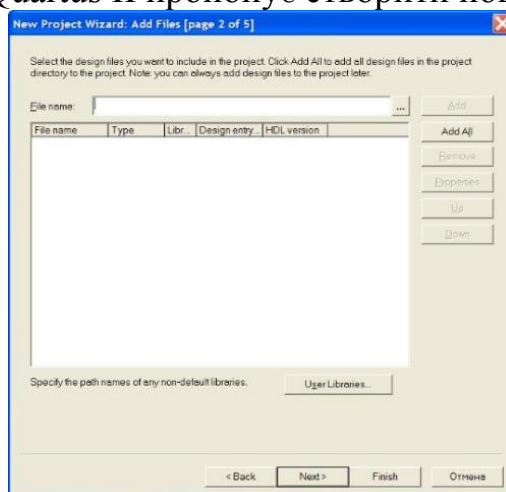 Quartus II пропонує створити нов
New Project Wizard: Add Files [page 2 of 5]
Select the design files you want to include in the project. Click Add All to add all design files in the project
directory to the project. Note: you can always add design files to the project later.
File name: ... Add
File name Type Libr... Design entry... HDL version Add All
Remove
Properties
Up
Down
Specify the path names of any non-default libraries. User Libraries...
< Back Next > Finish Отмена